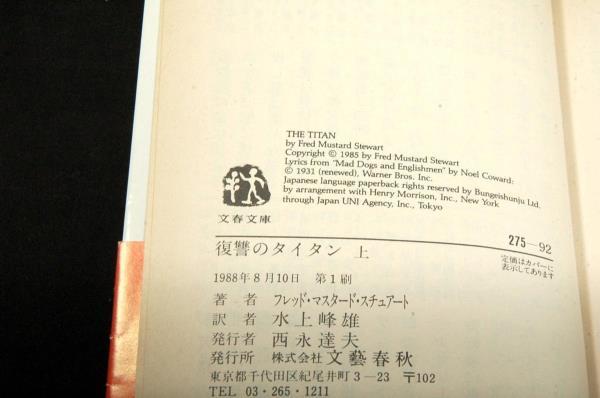 THE TITAN
by Fred Mustard Stewart
Copyright © 1985 by Fred Mustard Stewart
Lyrics from "Mad Dogs and Englishmen" by Noel Coward:
© 1931 (renewed), Warner Bros. Inc.
Japanese language paperback rights reserved by Bungeishunju Ltd.
by arrangement with Henry Morrison, Inc., New York
through Japan UNI Agency, Inc., Tokyo
文春文庫
275—92
定価はカバーに
表示してあります
復讐のタイタン 上
1988年8月10日 第1刷
著 者 フレッド・マスタード・スチュアート
訳 者 水上峰雄
発行者 西永達夫
発行所 株式会社 文藝春秋
東京都千代田区紀尾井町3—23 〒102
TEL 03・265・1211